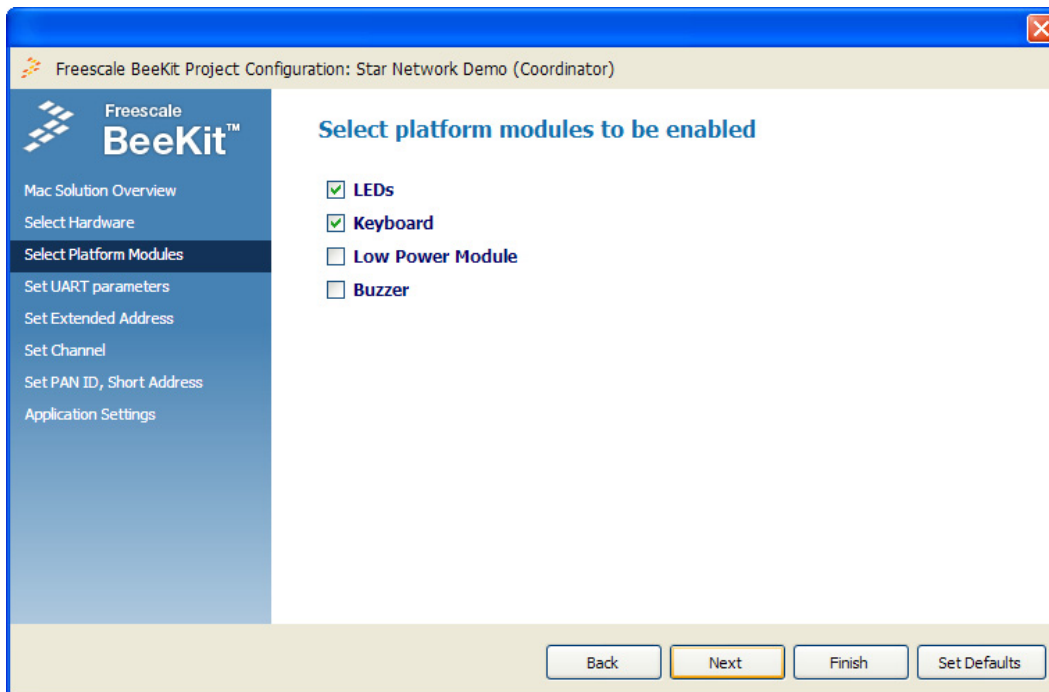 Freescale BeeKit Project Configuration: Star Network Demo (Coordinator)
Freescale
BeeKit™
Mac Solution Overview
Select Hardware
Select Platform Modules
Set UART parameters
Set Extended Address
Set Channel
Set PAN ID, Short Address
Application Settings
Select platform modules to be enabled
LEDs
Keyboard
Low Power Module
Buzzer
Back
Next
Finish
Set Defaults